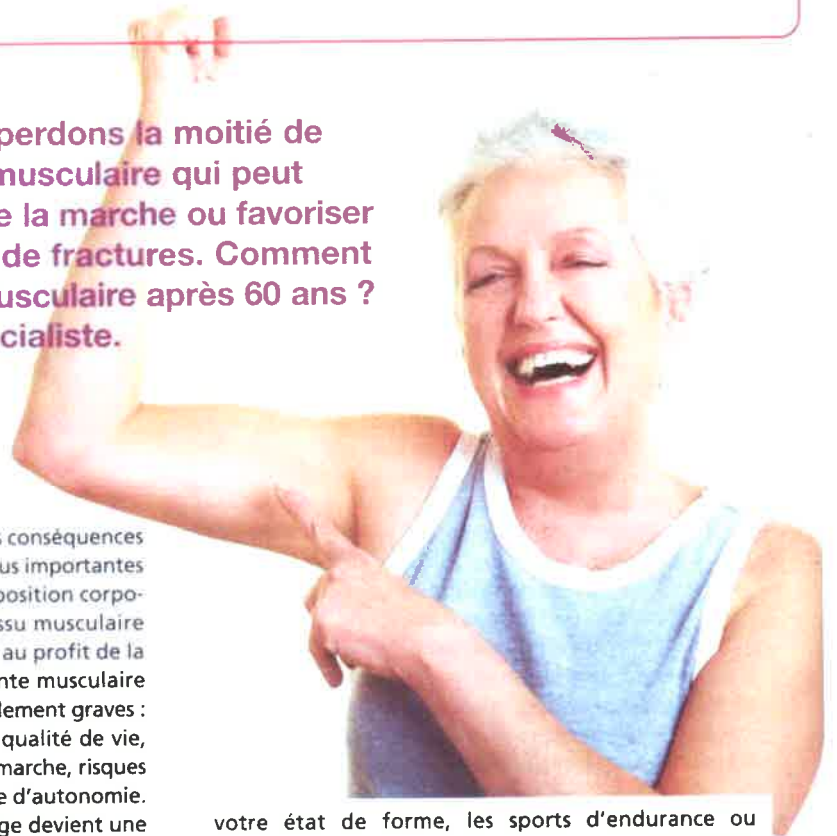 perdons la moitié de
musculaire qui peut
la marche ou favoriser
de fractures. Comment
usculaire après 60 ans ?
cialiste.
conséquences
us importantes
position corpo-
ssu musculaire
au profit de la
nte musculaire
lement graves :
qualité de vie,
marche, risques
e d'autonomie.
ge devient une
votre état de forme, les sports d'endurance ou